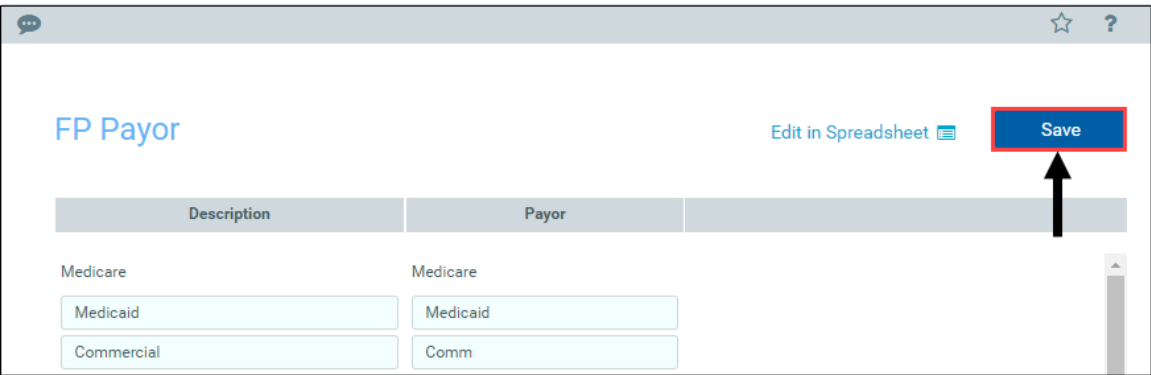 ?
FP Payor
Edit in Spreadsheet
Save
Description Payor
Medicare Medicare
Medicaid Medicaid
Commercial Comm